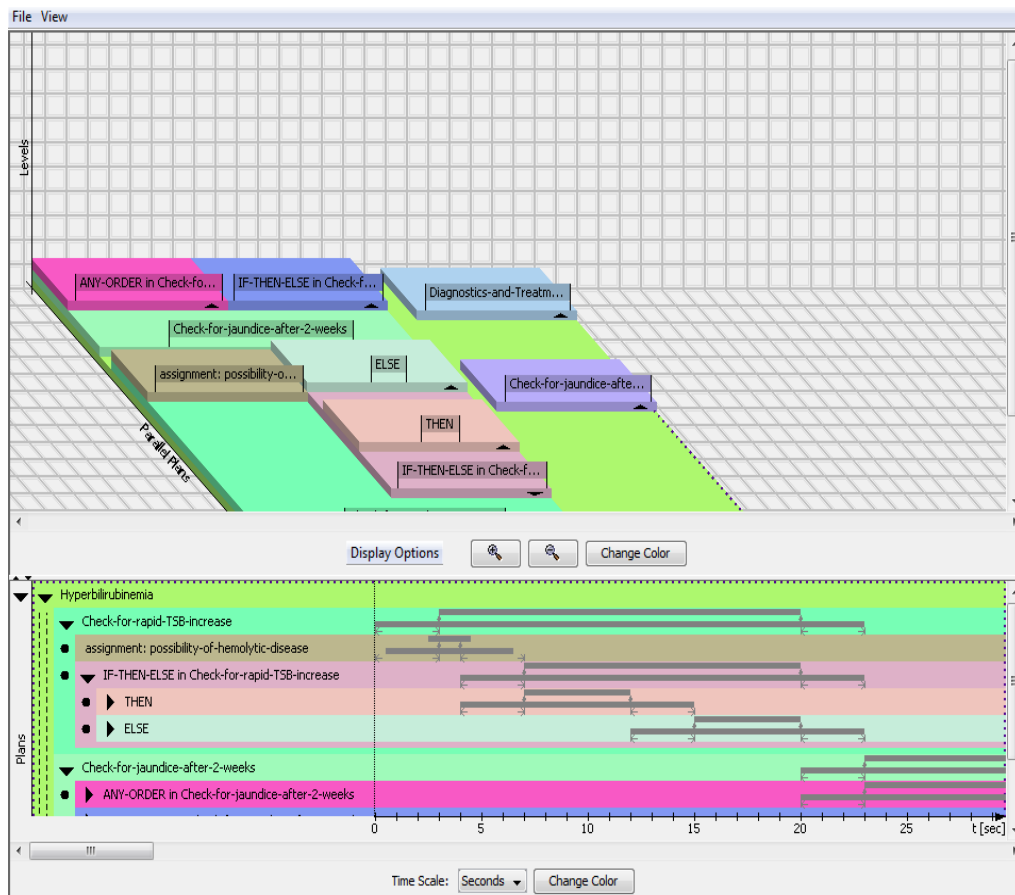 File View
Levels
ANY-ORDER in Check-fo...
IF-THEN-ELSE in Check-f...
Diagnostics-and-Treatm...
Check-for-jaundice-after-2-weeks
assignment: possibility-o...
ELSE
Check-for-jaundice-afte...
THEN
IF-THEN-ELSE in Check-f...
Parallel Plans
Display Options
Change Color
Plans
Hyperbilirubinemia
Check-for-rapid-TSB-increase
assignment: possibility-of-hemolytic-disease
IF-THEN-ELSE in Check-for-rapid-TSB-increase
THEN
ELSE
Check-for-jaundice-after-2-weeks
ANY-ORDER in Check-for-jaundice-after-2-weeks
0 5 10 15 20 25 t [sec]
Time Scale: Seconds Change Color